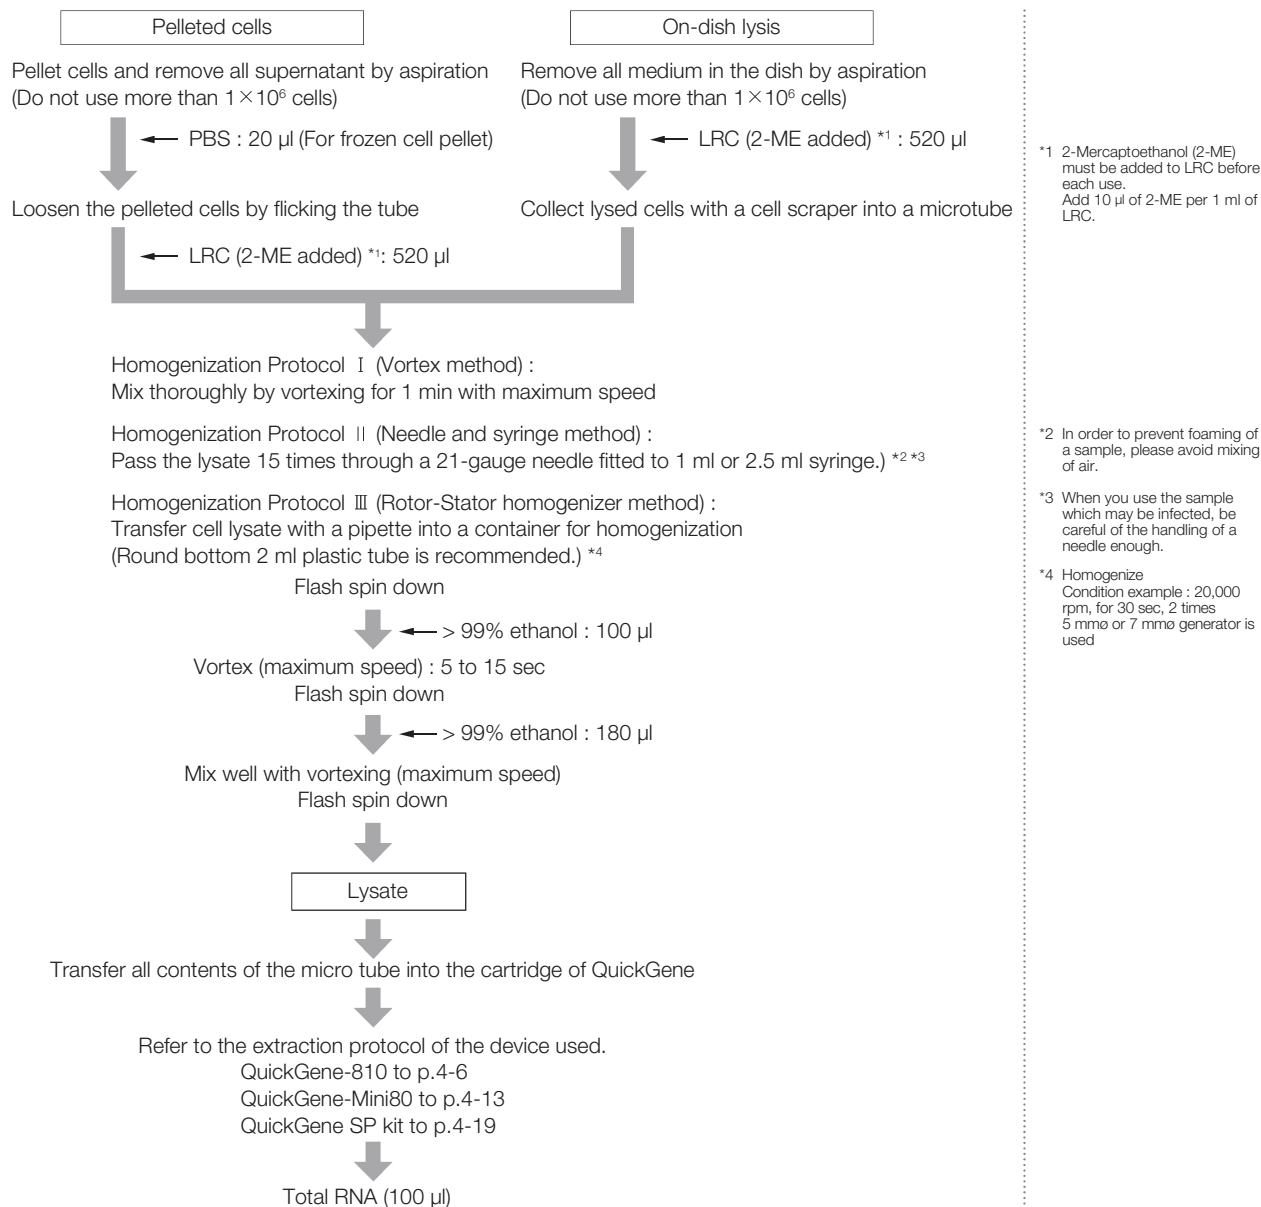 Pelleted cells
Pellet cells and remove all supernatant by aspiration
(Do not use more than 1×10⁶ cells)
PBS : 20 µl (For frozen cell pellet)
Loosen the pelleted cells by flicking the tube
LRC (2-ME added) *1: 520 µl
On-dish lysis
Remove all medium in the dish by aspiration
(Do not use more than 1×10⁶ cells)
LRC (2-ME added) *1 : 520 µl
Collect lysed cells with a cell scraper into a microtube
Homogenization Protocol Ⅰ (Vortex method) :
Mix thoroughly by vortexing for 1 min with maximum speed
Homogenization Protocol Ⅱ (Needle and syringe method) :
Pass the lysate 15 times through a 21-gauge needle fitted to 1 ml or 2.5 ml syringe.) *2 *3
Homogenization Protocol Ⅲ (Rotor-Stator homogenizer method) :
Transfer cell lysate with a pipette into a container for homogenization
(Round bottom 2 ml plastic tube is recommended.) *4
Flash spin down
> 99% ethanol : 100 µl
Vortex (maximum speed) : 5 to 15 sec
Flash spin down
> 99% ethanol : 180 µl
Mix well with vortexing (maximum speed)
Flash spin down
Lysate
Transfer all contents of the micro tube into the cartridge of QuickGene
Refer to the extraction protocol of the device used.
QuickGene-810 to p.4-6
QuickGene-Mini80 to p.4-13
QuickGene SP kit to p.4-19
Total RNA (100 µl)
*1 2-Mercaptoethanol (2-ME)
must be added to LRC before
each use.
Add 10 µl of 2-ME per 1 ml of
LRC.
*2 In order to prevent foaming of
a sample, please avoid mixing
of air.
*3 When you use the sample
which may be infected, be
careful of the handling of a
needle enough.
*4 Homogenize
Condition example : 20,000
rpm, for 30 sec, 2 times
5 mmø or 7 mmø generator is
used